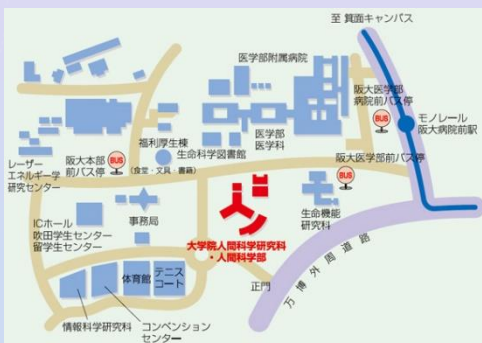 至 箕面キャンパス
医学部附属病院
阪大医学部
病院前バス停
BUS
モノレール
阪大病院前駅
福利厚生棟
生命科学図書館
医学部
医学科
レーザー
エネルギー学
研究センター
阪大本部
前バス停
BUS
(食堂・文具・書籍)
阪大医学部前バス停
BUS
ICホール
吹田学生センター
留学生センター
事務局
生命機能
研究科
大学院人間科学研究科
・人間科学部
体育館
テニス
コート
正門
万博外周道路
情報科学研究科
コンベンション
センター